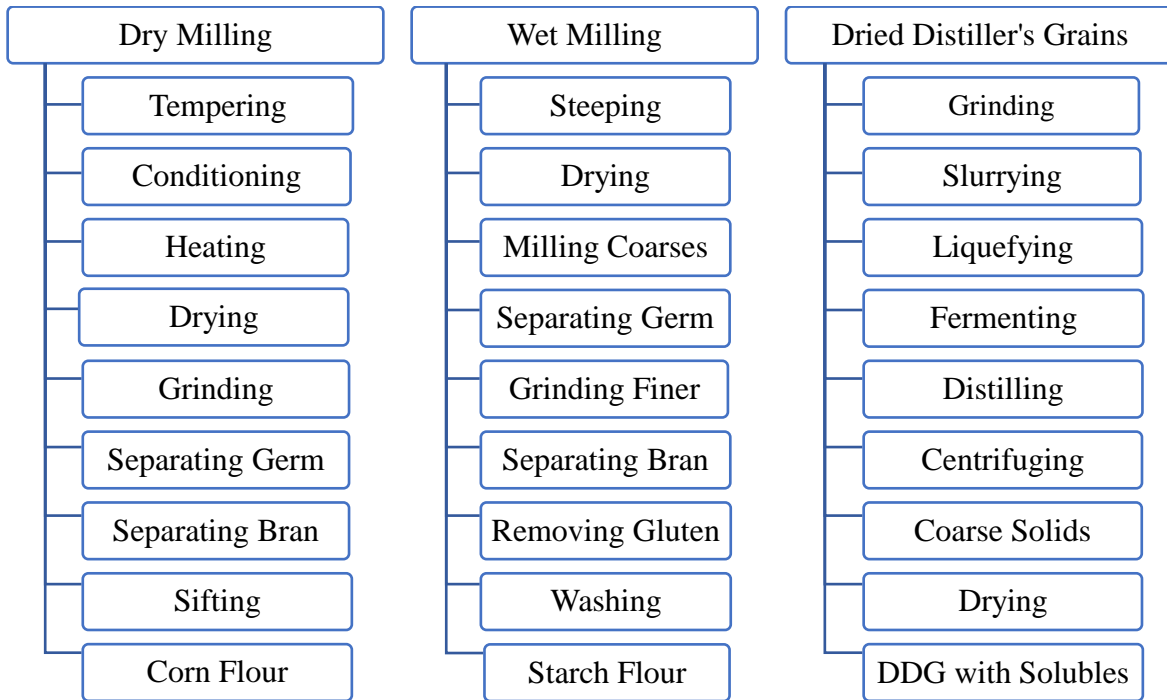 Dry Milling
Tempering
Conditioning
Heating
Drying
Grinding
Separating Germ
Separating Bran
Sifting
Corn Flour
Wet Milling
Steeping
Drying
Milling Coarses
Separating Germ
Grinding Finer
Separating Bran
Removing Gluten
Washing
Starch Flour
Dried Distiller's Grains
Grinding
Slurrying
Liquefying
Fermenting
Distilling
Centrifuging
Coarse Solids
Drying
DDG with Solubles